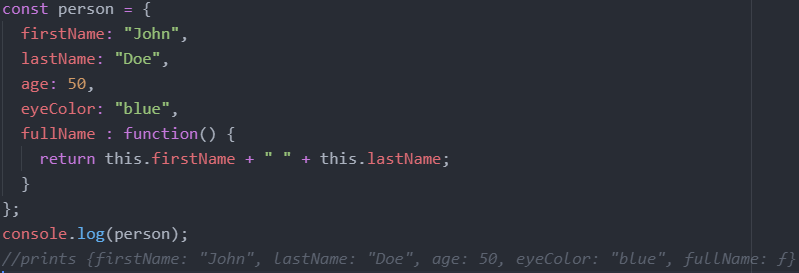 const person = {
  firstName: "John",
  lastName: "Doe",
  age: 50,
  eyeColor: "blue",
  fullName : function() {
    return this.firstName + " " + this.lastName;
  }
};
console.log(person);
//prints {firstName: "John", lastName: "Doe", age: 50, eyeColor: "blue", fullName: ƒ}